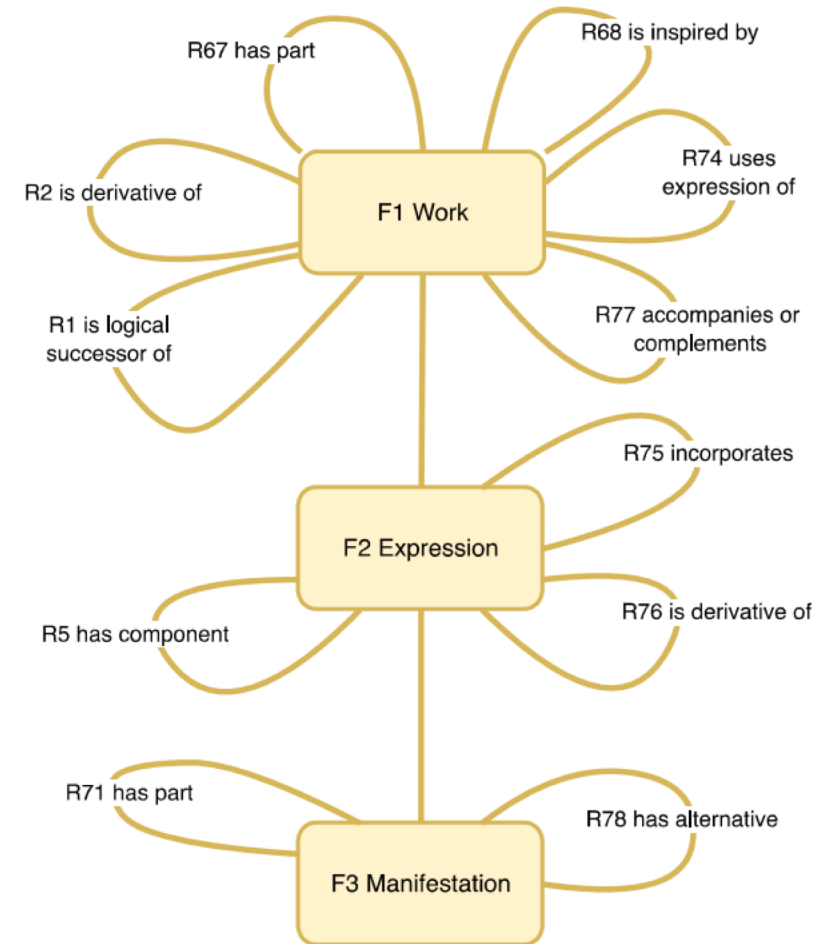 R68 is inspired by
R67 has part
R74 uses
expression of
R2 is derivative of
F1 Work
R77 accompanies or
complements
R1 is logical
successor of
R75 incorporates
F2 Expression
R76 is derivative of
R5 has component
R71 has part
R78 has alternative
F3 Manifestation